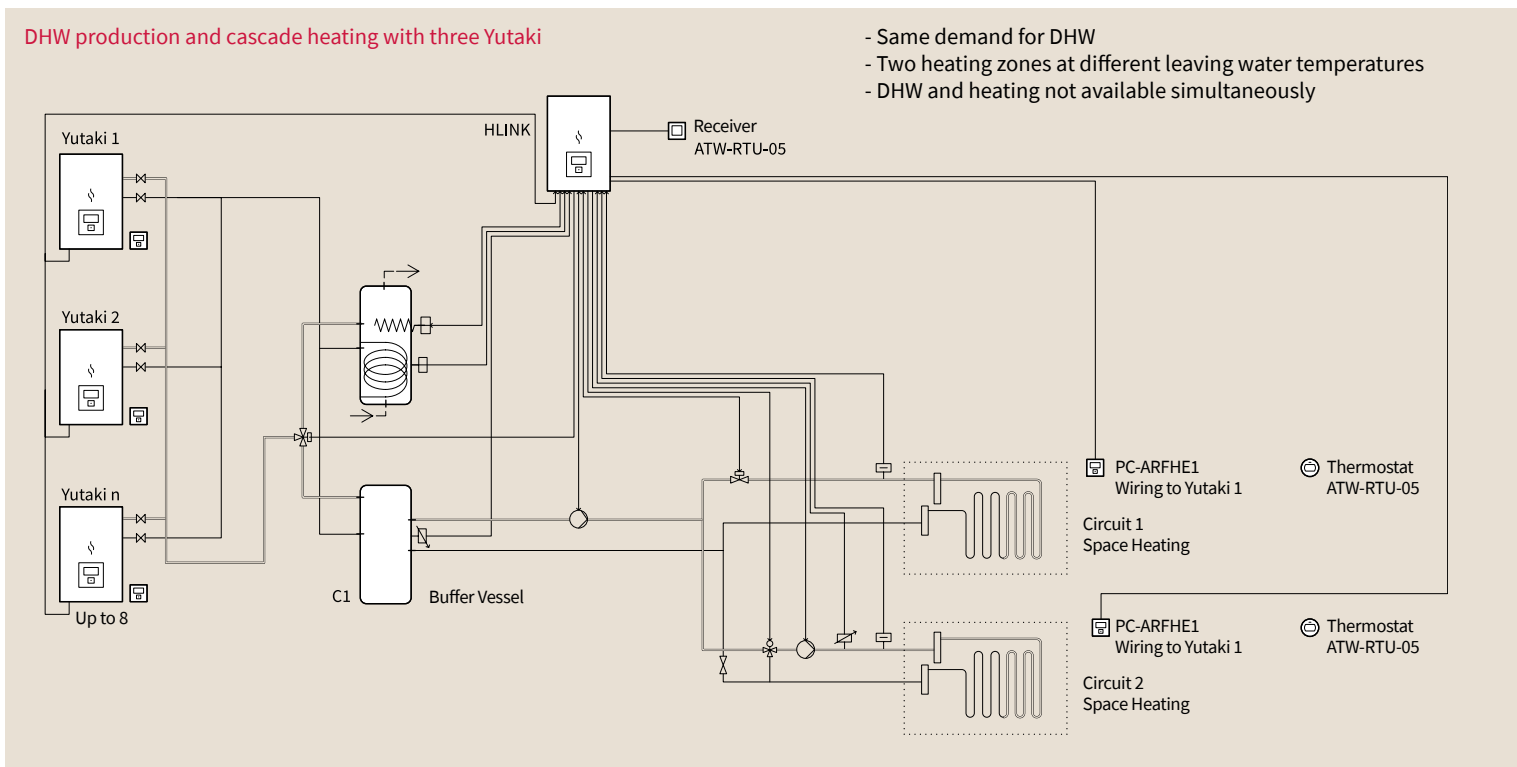 DHW production and cascade heating with three Yutaki
- Same demand for DHW
- Two heating zones at different leaving water temperatures
- DHW and heating not available simultaneously
HLINK
Receiver
ATW-RTU-05
Yutaki 1
Yutaki 2
Yutaki n
Up to 8
C1
Buffer Vessel
PC-ARFHE1
Wiring to Yutaki 1
Thermostat
ATW-RTU-05
Circuit 1
Space Heating
PC-ARFHE1
Wiring to Yutaki 1
Thermostat
ATW-RTU-05
Circuit 2
Space Heating